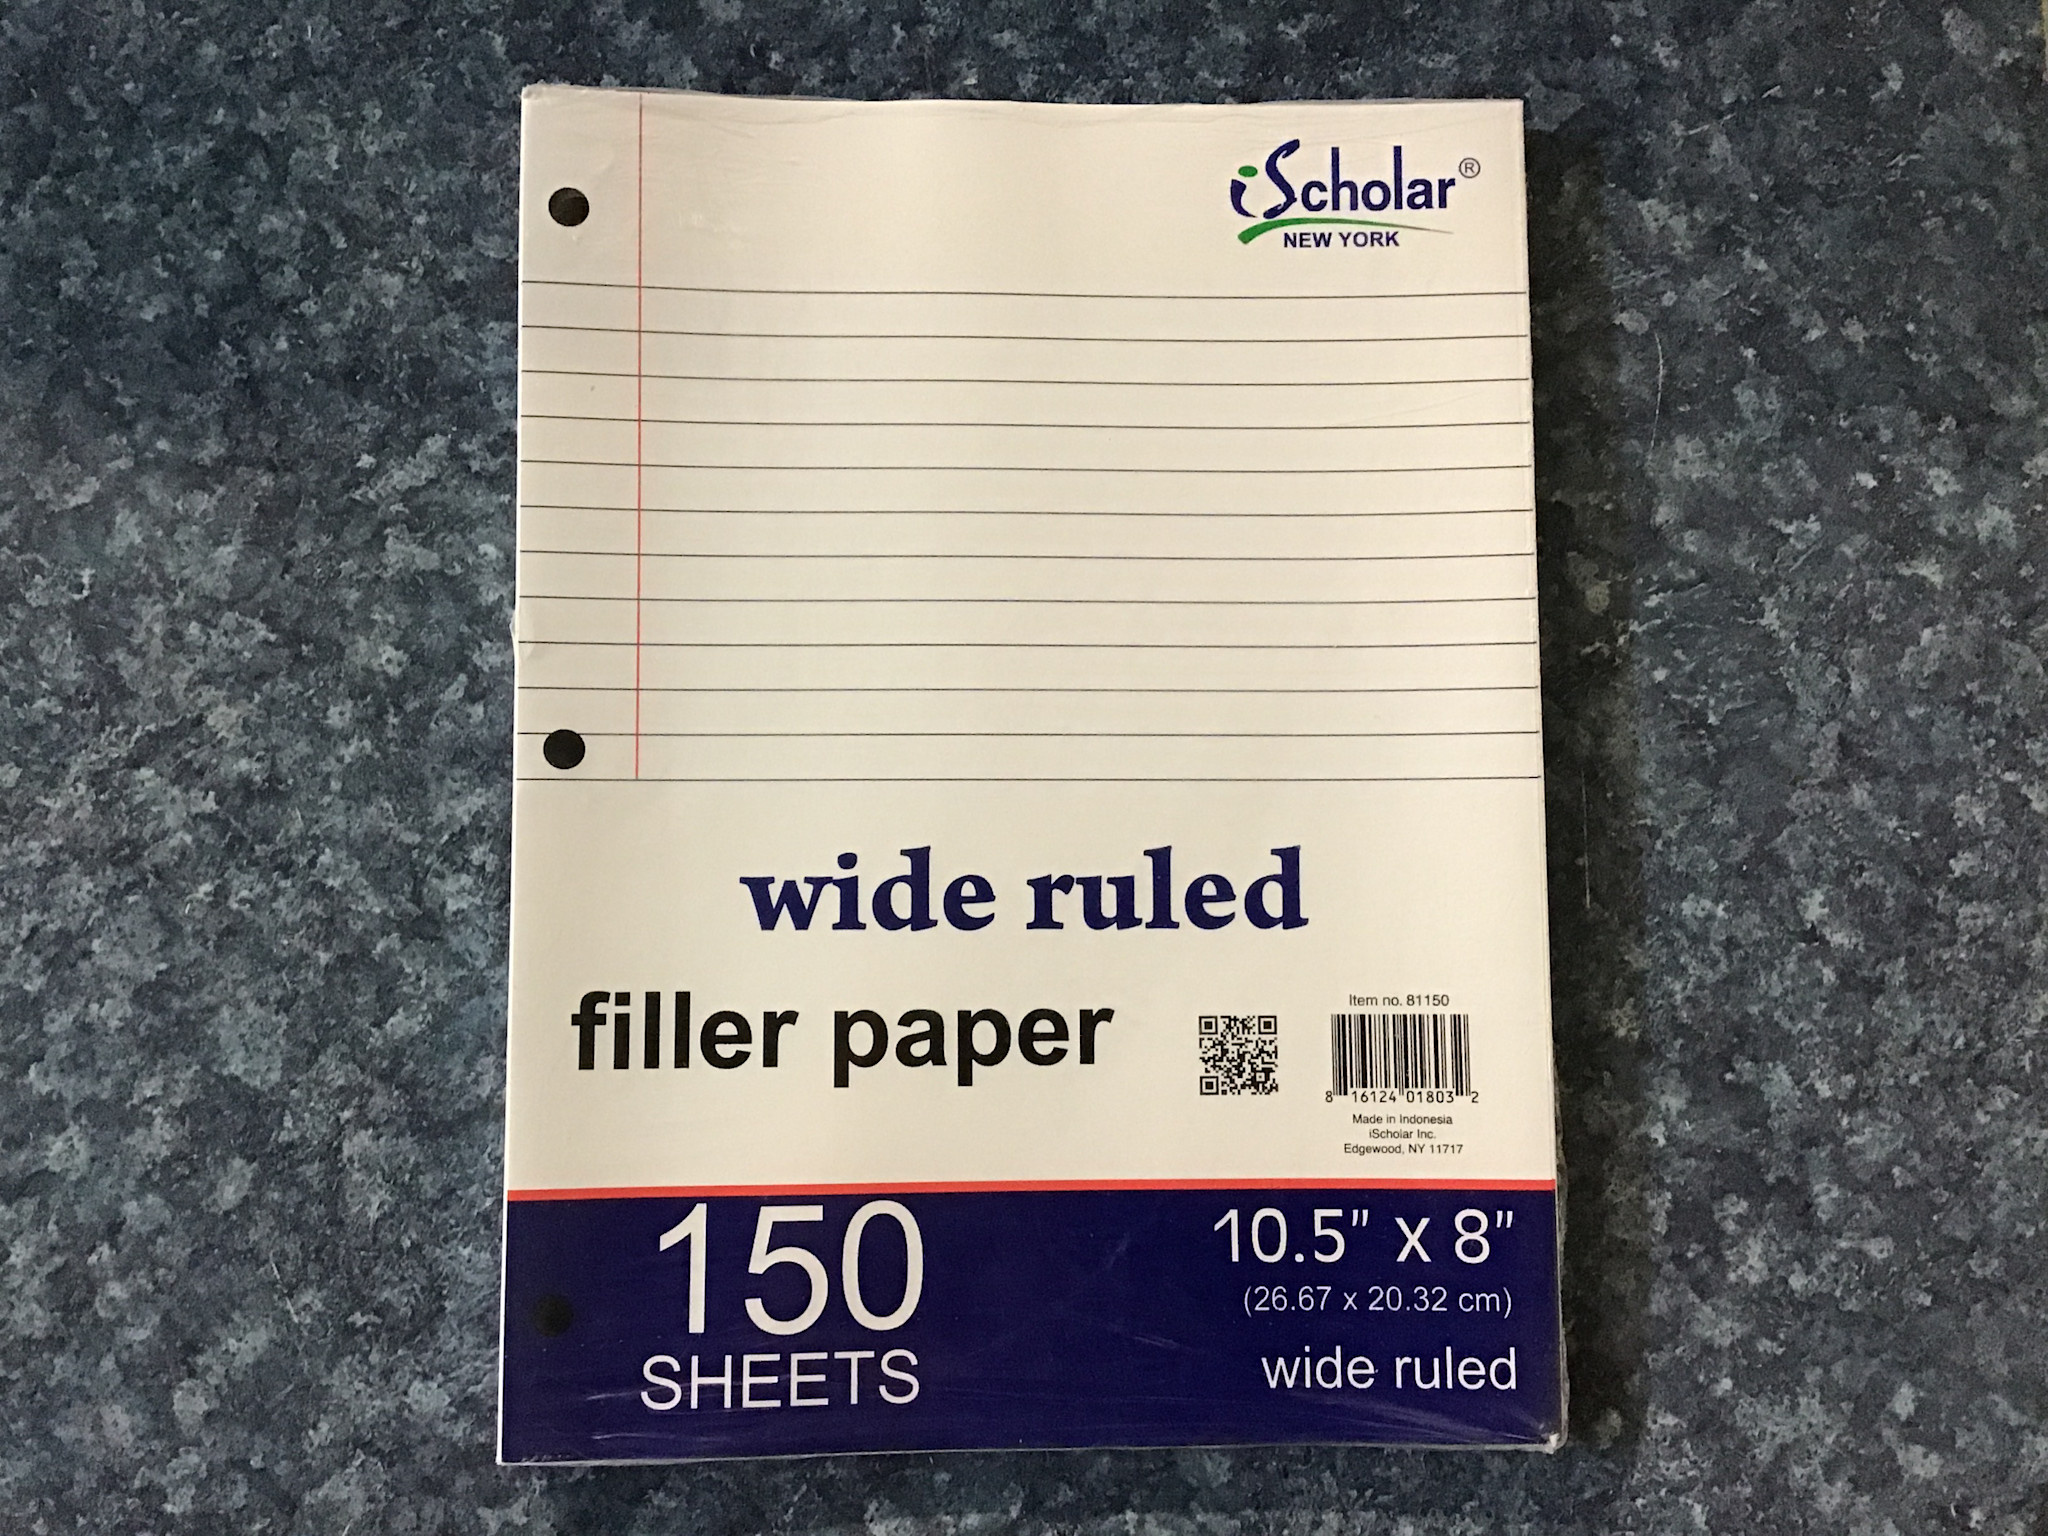 iScholar®
NEW YORK
wide ruled
filler paper
Item no. 81150
8 16124 01803 2
Made in Indonesia
iScholar Inc.
Edgewood, NY 11717
150
SHEETS
10.5” x 8”
(26.67 x 20.32 cm)
wide ruled